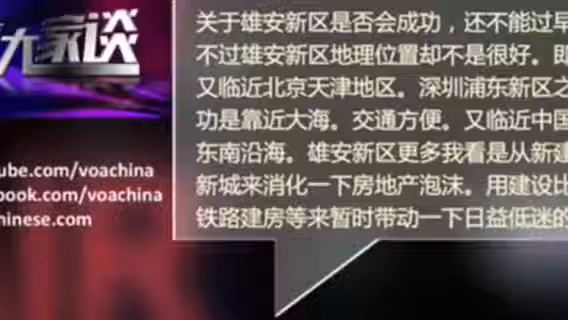 大家谈
ube.com/voachina
book.com/voachina
hinese.com
关于雄安新区是否会成功，还不能过早
不过雄安新区地理位置却不是很好。即
又临近北京天津地区。深圳浦东新区之
功是靠近大海。交通方便。又临近中国
东南沿海。雄安新区更多我看是从新建
新城来消化一下房地产泡沫。用建设比
铁路建房等来暂时带动一下日益低迷的